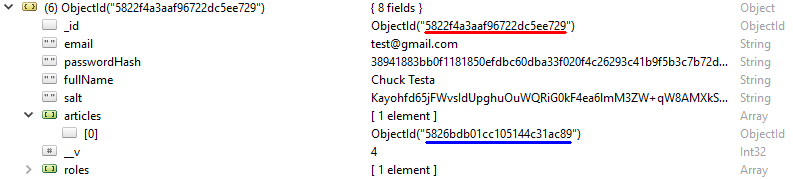 (6) ObjectId("5822f4a3aaf96722dc5ee729") { 8 fields } Object
_id ObjectId("5822f4a3aaf96722dc5ee729") ObjectId
email test@gmail.com String
passwordHash 38941883bb0f1181850efdbc60dba33f020f4c26293c41b9f5b3c7b72d... String
fullName Chuck Testa String
salt Kayohfd65jFWvsldUpghuOuWQRiG0kF4ea6lmM3ZW+qW8AMXkS... String
articles [ 1 element ] Array
[0] ObjectId("5826bdb01cc105144c31ac89") ObjectId
__v 4 Int32
roles [ 1 element ] Array